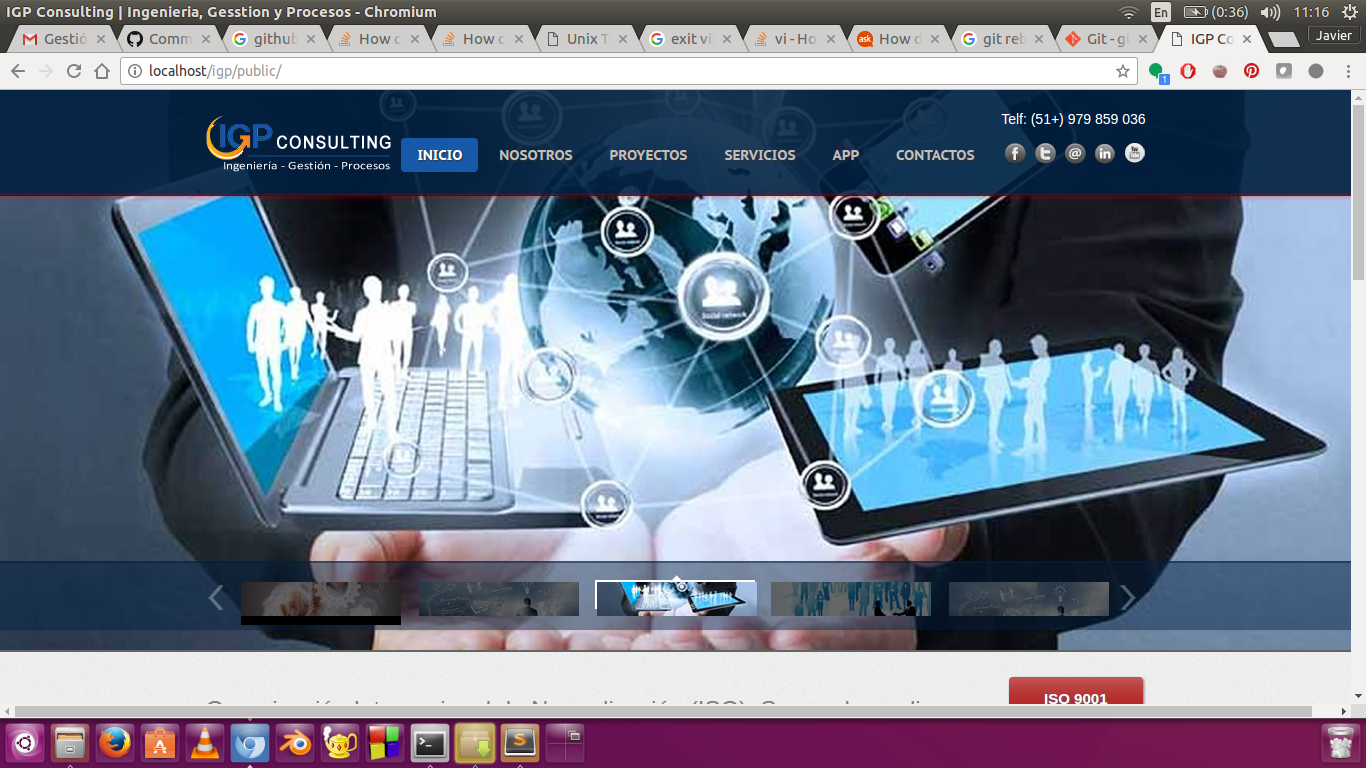 IGP Consulting | Ingenieria, Gesstion y Procesos - Chromium
En
(0:36)
11:16
Gestió
Comm
github
How c
How c
Unix T
exit vi
vi - Ho
How d
git reb
Git - gi
IGP Co
Javier
localhost/igp/public/
1
IGP CONSULTING
Ingeniería - Gestión - Procesos
INICIO
NOSOTROS
PROYECTOS
SERVICIOS
APP
CONTACTOS
Telf: (51+) 979 859 036
Social network
ISO 9001